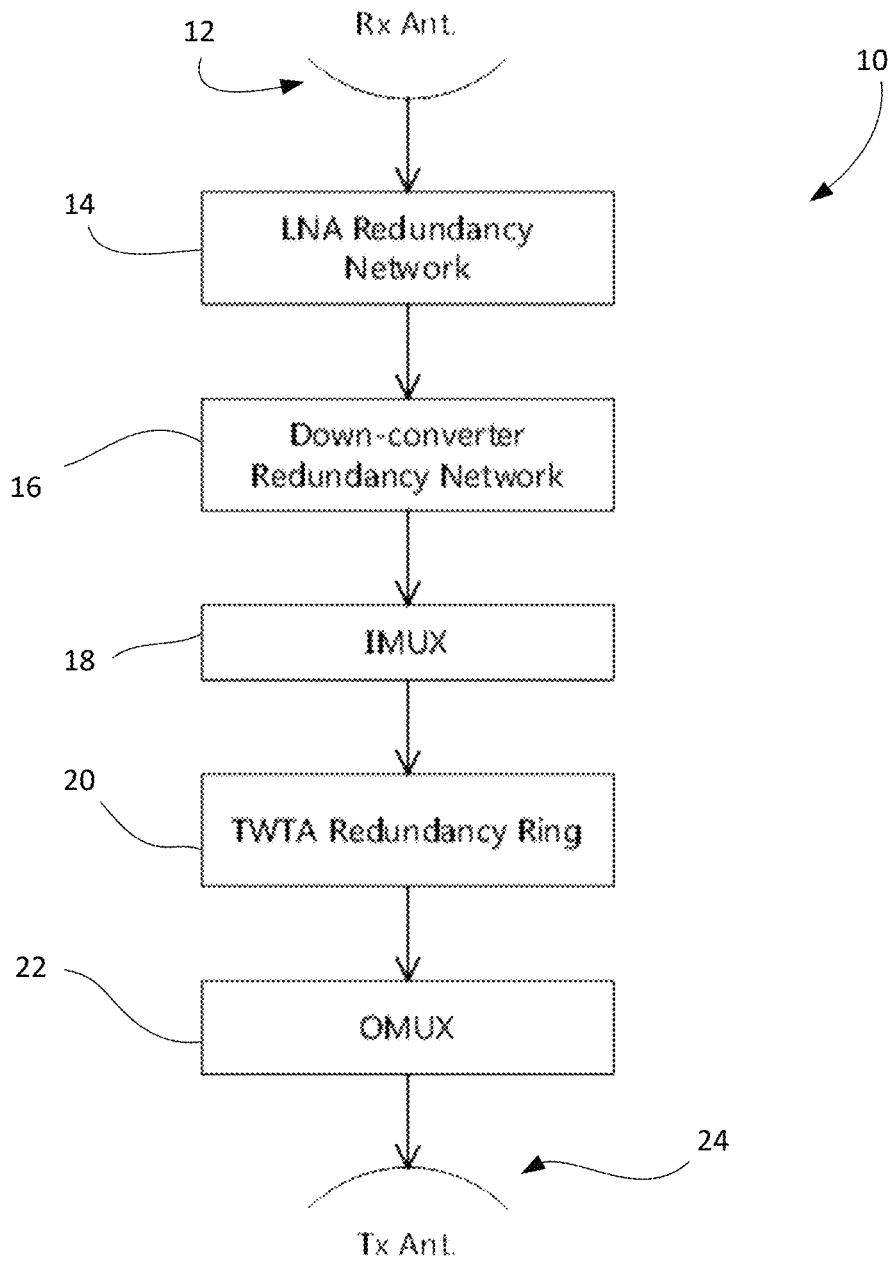 Rx Ant.
12
10
14
LNA Redundancy
Network
Down-converter
Redundancy Network
16
IMUX
18
20
TWTA Redundancy Ring
22
OMUX
24
Tx Ant.